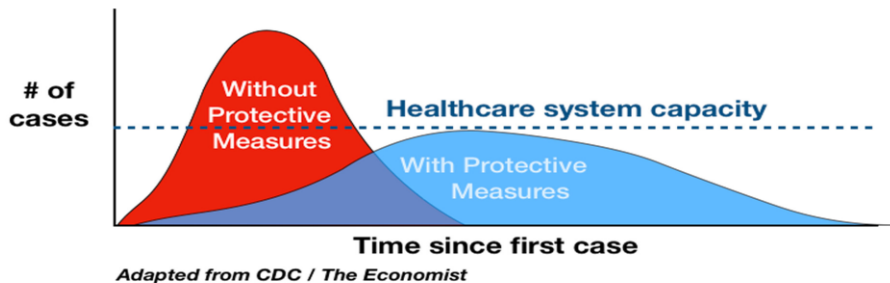 # of
cases
Without
Protective
Measures
Healthcare system capacity
With Protective
Measures
Time since first case
Adapted from CDC / The Economist